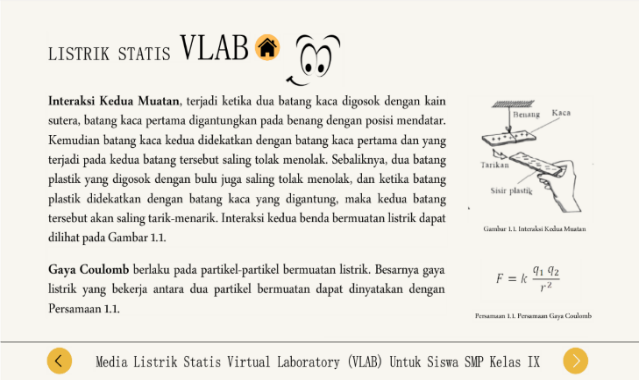 LISTRIK STATIS VLAB
Interaksi Kedua Muatan, terjadi ketika dua batang kaca digosok dengan kain
sutera, batang kaca pertama digantungkan pada benang dengan posisi mendatar.
Kemudian batang kaca kedua didekatkan dengan batang kaca pertama dan yang
terjadi pada kedua batang tersebut saling tolak menolak. Sebaliknya, dua batang
plastik yang digosok dengan bulu juga saling tolak menolak, dan ketika batang
plastik didekatkan dengan batang kaca yang digantung, maka kedua batang
tersebut akan saling tarik-menarik. Interaksi kedua benda bermuatan listrik dapat
dilihat pada Gambar 1.1.
Benang
Kaca
Tarikan
Sisir plastik
Gambar 1.1. Interaksi Kedua Muatan
Gaya Coulomb berlaku pada partikel-partikel bermuatan listrik. Besarnya gaya
listrik yang bekerja antara dua partikel bermuatan dapat dinyatakan dengan
Persamaan 1.1.
F = k q₁ q₂ / r²
Persamaan 1.1. Persamaan Gaya Coulomb
Media Listrik Statis Virtual Laboratory (VLAB) Untuk Siswa SMP Kelas IX